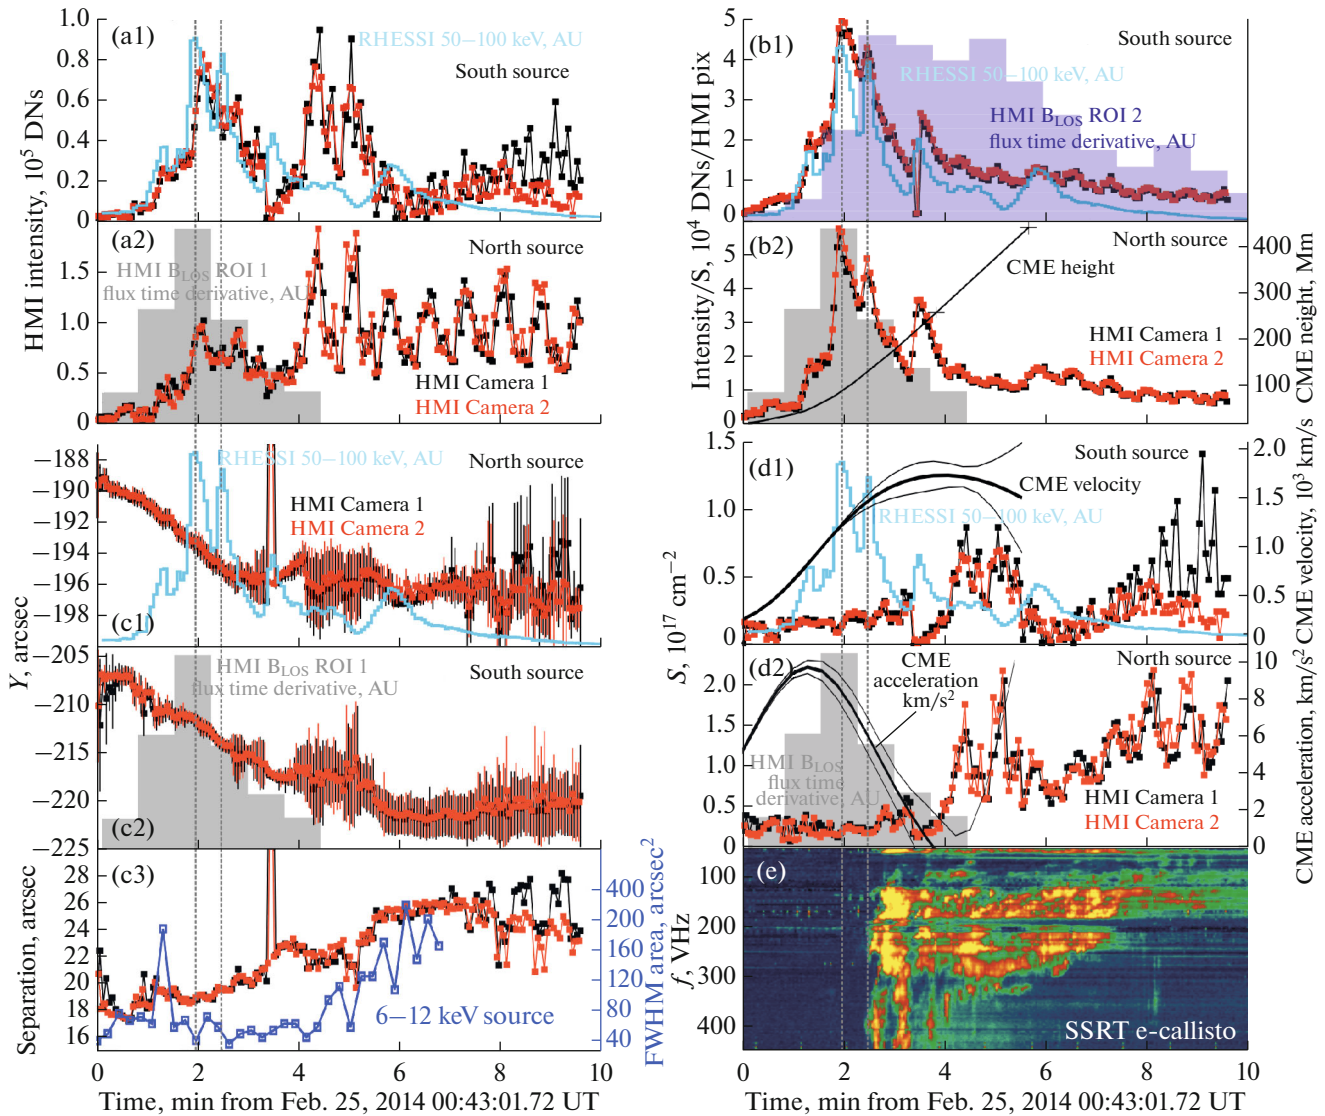 (a1)
RHESSI 50–100 keV, AU
South source
1.0
0.8
0.6
0.4
0.2
0
HMI intensity, 10⁵ DNs
(a2)
North source
HMI B_LOS ROI 1
flux time derivative, AU
HMI Camera 1
HMI Camera 2
1.5
1.0
0.5
0
(b1)
South source
RHESSI 50–100 keV, AU
HMI B_LOS ROI 2
flux time derivative, AU
5
4
3
2
1
0
Intensity/S, 10⁴ DNs/HMI pix
(b2)
North source
CME height
HMI Camera 1
HMI Camera 2
5
4
3
2
1
0
0 2 4 6 8 10
400
300
200
100
CME height, Mm
(c1)
RHESSI 50–100 keV, AU
North source
HMI Camera 1
HMI Camera 2
−188
−190
−192
−194
−196
−198
Y, arcsec
(c2)
HMI B_LOS ROI 1
flux time derivative, AU
South source
−205
−210
−215
−220
−225
(c3)
6–12 keV source
28
26
24
22
20
18
16
Separation, arcsec
400
200
160
120
80
40
FWHM area, arcsec²
0 2 4 6 8 10
Time, min from Feb. 25, 2014 00:43:01.72 UT
(d1)
South source
CME velocity
RHESSI 50–100 keV, AU
1.5
1.0
0.5
0
S, 10¹⁷ cm⁻²
2.0
1.5
1.0
0.5
0
CME velocity, 10³ km/s
(d2)
CME
acceleration
km/s²
North source
HMI B_LOS
flux time
derivative, AU
HMI Camera 1
HMI Camera 2
2.0
1.5
1.0
0.5
0
10
8
6
4
2
0
CME acceleration, km/s²
(e)
SSRT e-callisto
100
200
300
400
f, VHz
0 2 4 6 8 10
Time, min from Feb. 25, 2014 00:43:01.72 UT